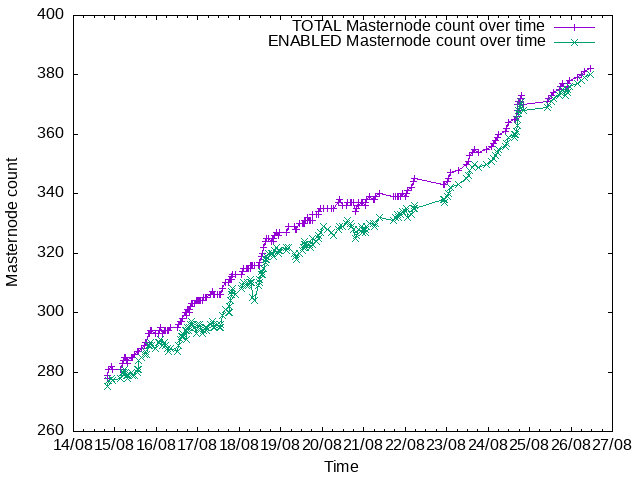 TOTAL Masternode count over time
ENABLED Masternode count over time
Masternode count
400
380
360
340
320
300
280
260
14/08 15/08 16/08 17/08 18/08 19/08 20/08 21/08 22/08 23/08 24/08 25/08 26/08 27/08
Time